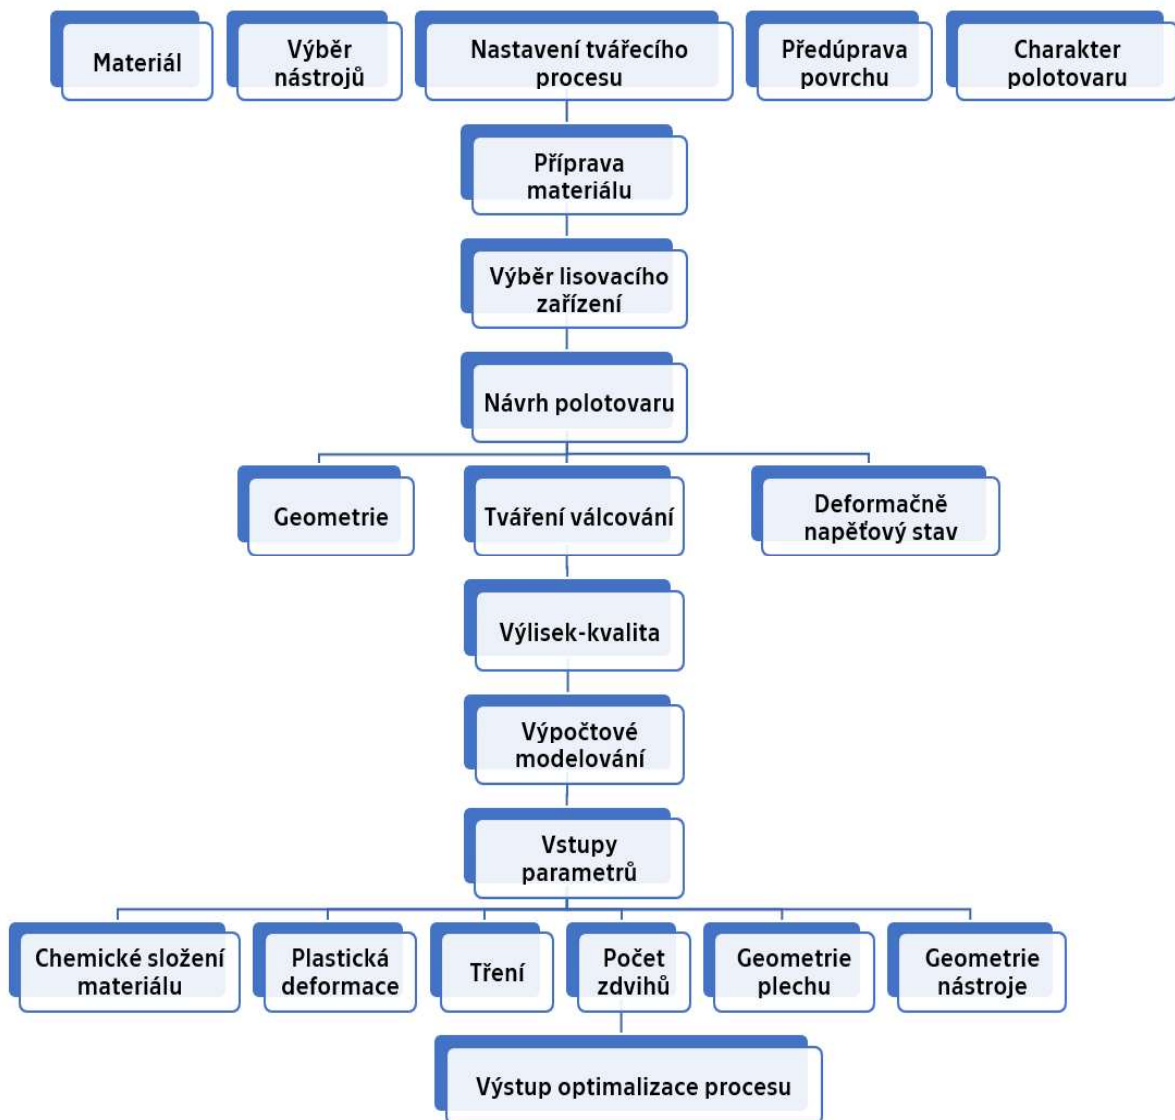 Materiál
Výběr
nástrojů
Nastavení tvářecího
procesu
Předúprava
povrchu
Charakter
polotovaru
Příprava
materiálu
Výběr lisovacího
zařízení
Návrh polotovaru
Geometrie
Tváření válcování
Deformačně
napěťový stav
Výlisek-kvalita
Výpočtové
modelování
Vstupy
parametrů
Chemické složení
materiálu
Plastická
deformace
Tření
Počet
zdvihů
Geometrie
plechu
Geometrie
nástroje
Výstup optimalizace procesu